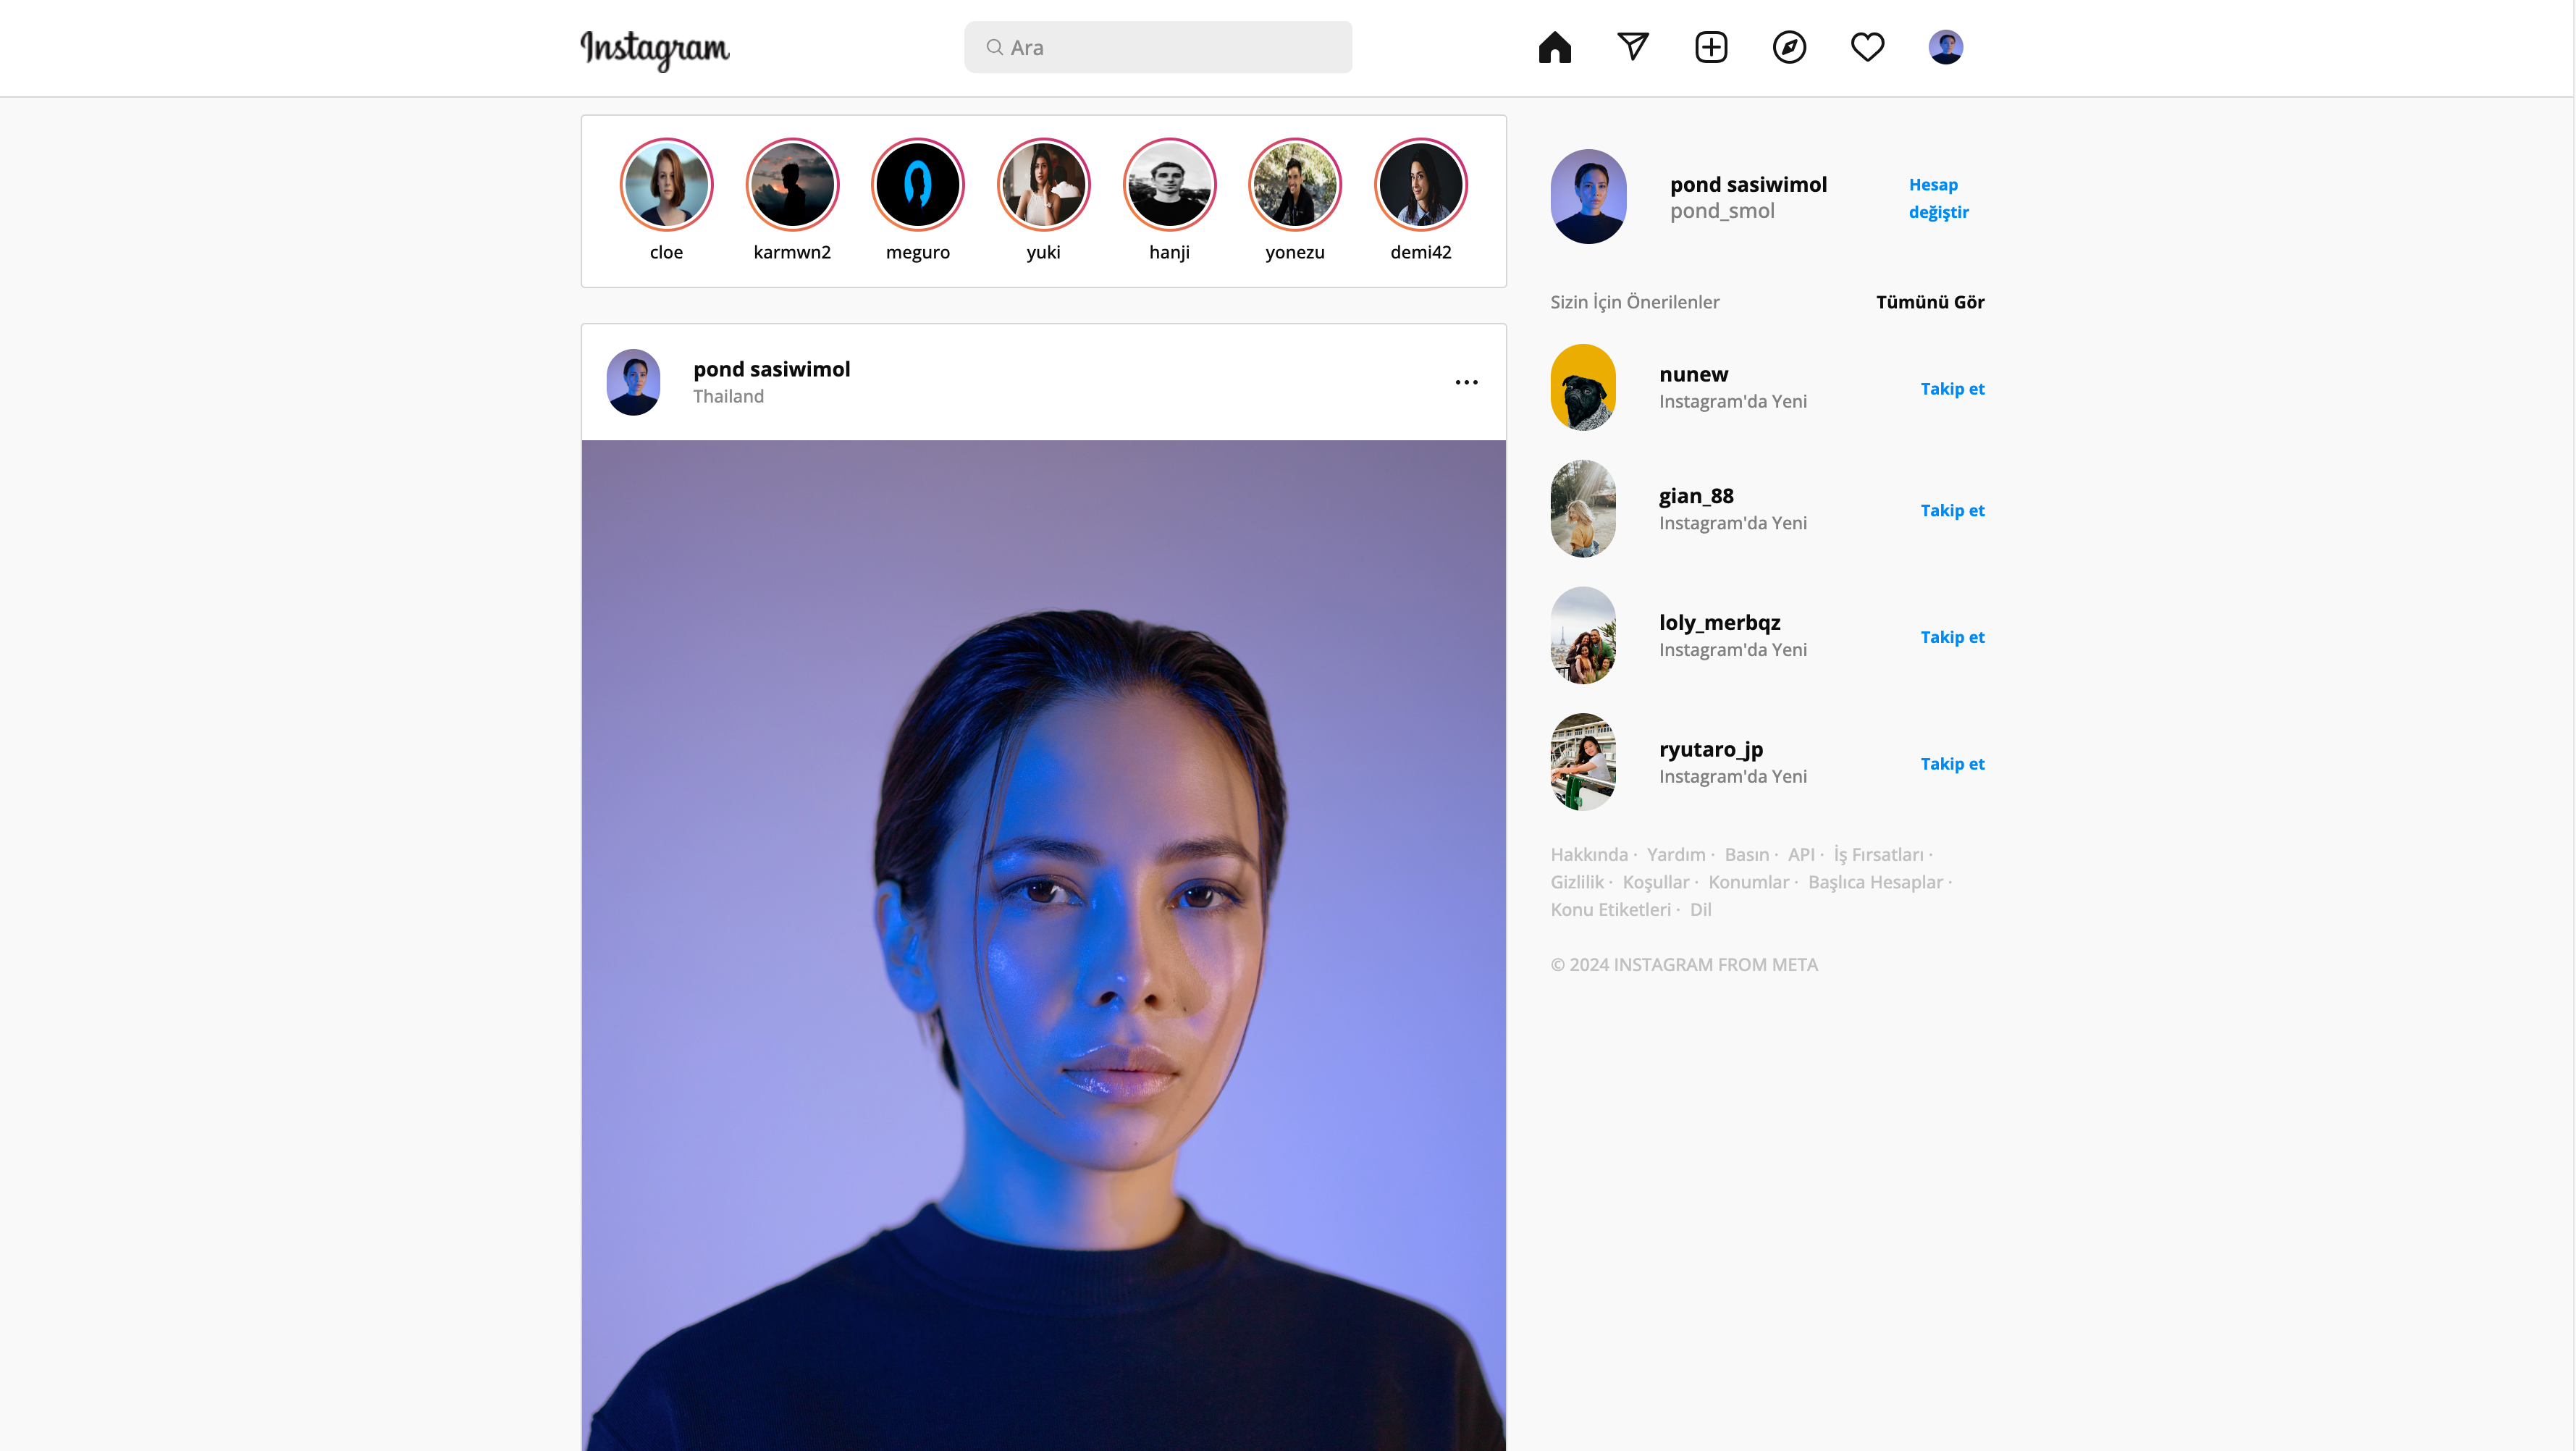 Instagram
Ara
cloe
karmwn2
meguro
yuki
hanji
yonezu
demi42
pond sasiwimol
Thailand
pond sasiwimol
pond_smol
Hesap
değiştir
Sizin İçin Önerilenler
Tümünü Gör
nunew
Instagram'da Yeni
Takip et
gian_88
Instagram'da Yeni
Takip et
loly_merbqz
Instagram'da Yeni
Takip et
ryutaro_jp
Instagram'da Yeni
Takip et
Hakkında · Yardım · Basın · API · İş Fırsatları ·
Gizlilik · Koşullar · Konumlar · Başlıca Hesaplar ·
Konu Etiketleri · Dil
© 2024 INSTAGRAM FROM META